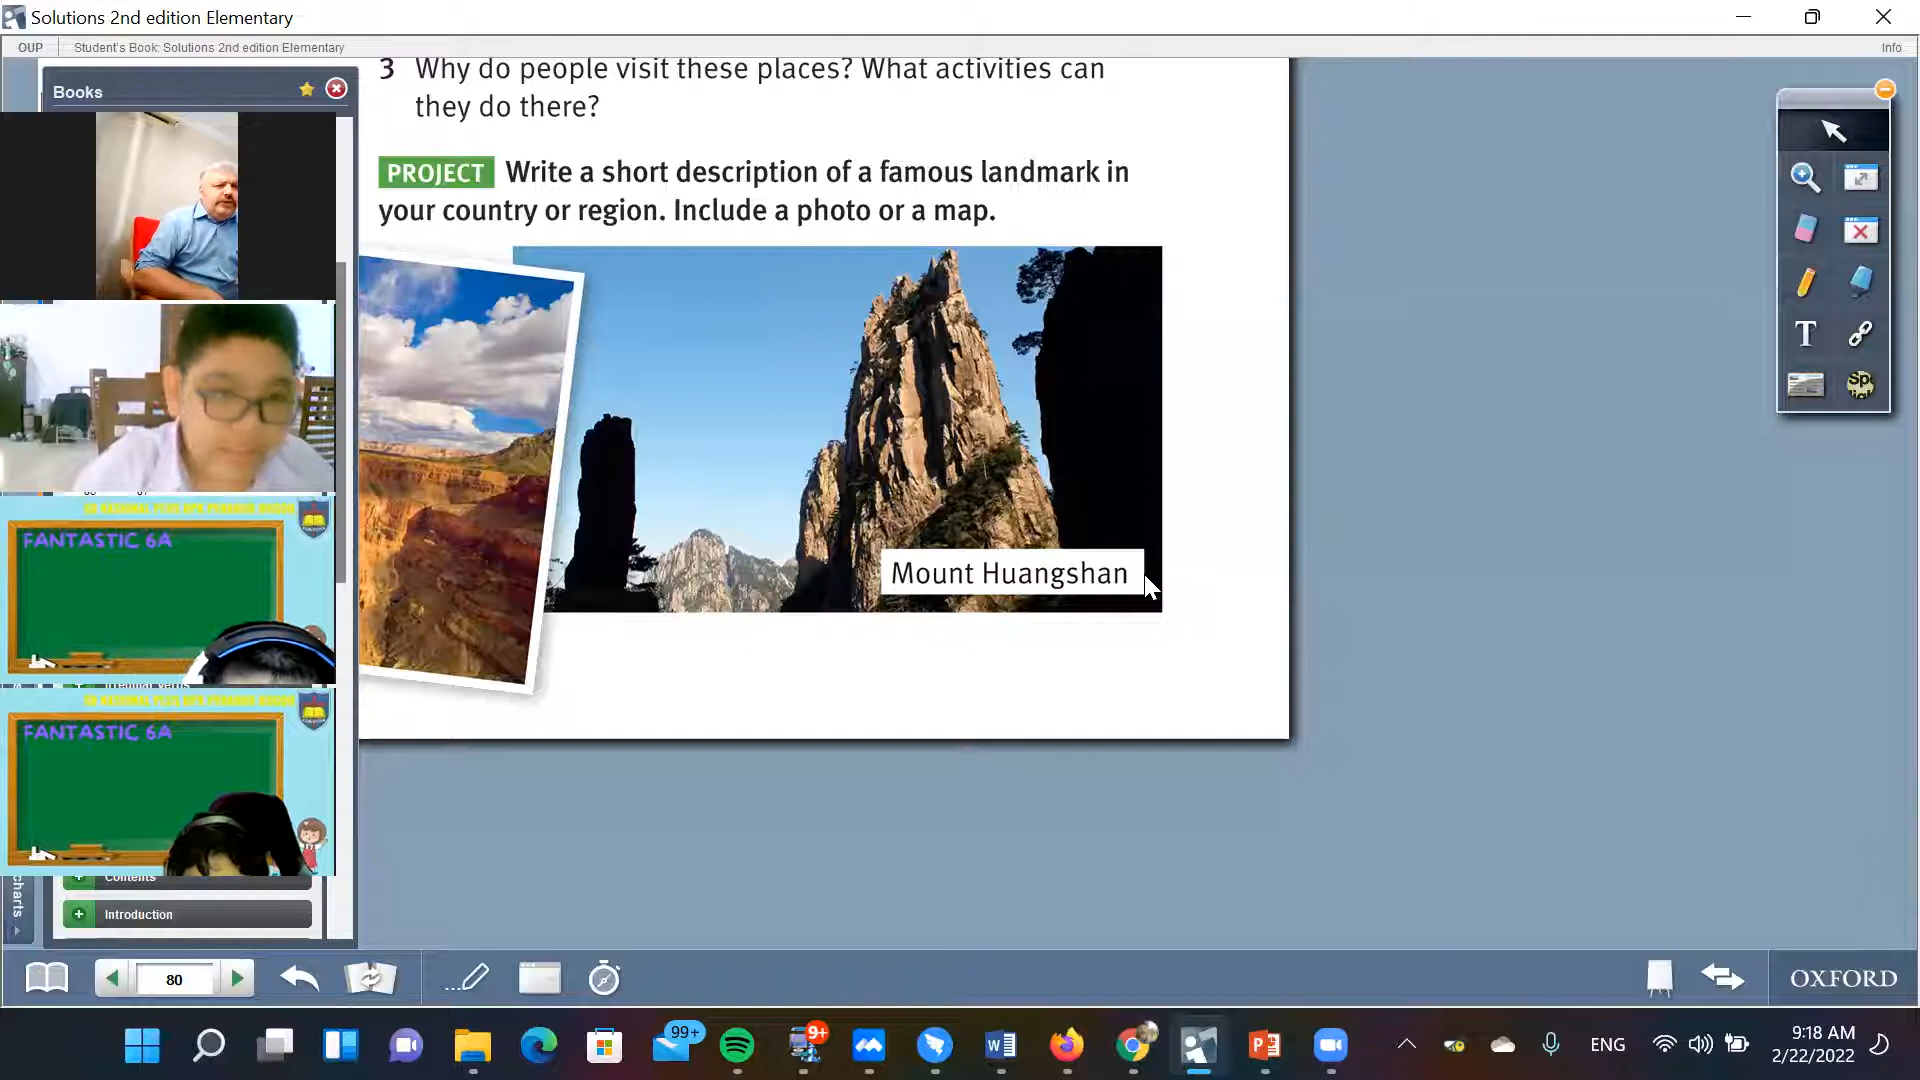 Solutions 2nd edition Elementary
OUP
Student's Book: Solutions 2nd edition Elementary
Info
Books
3 Why do people visit these places? What activities can
they do there?
PROJECT Write a short description of a famous landmark in
your country or region. Include a photo or a map.
Mount Huangshan
T
FANTASTIC 6A
FANTASTIC 6A
Contents
Introduction
charts
80
OXFORD
99+
9+
ENG
9:18 AM
2/22/2022